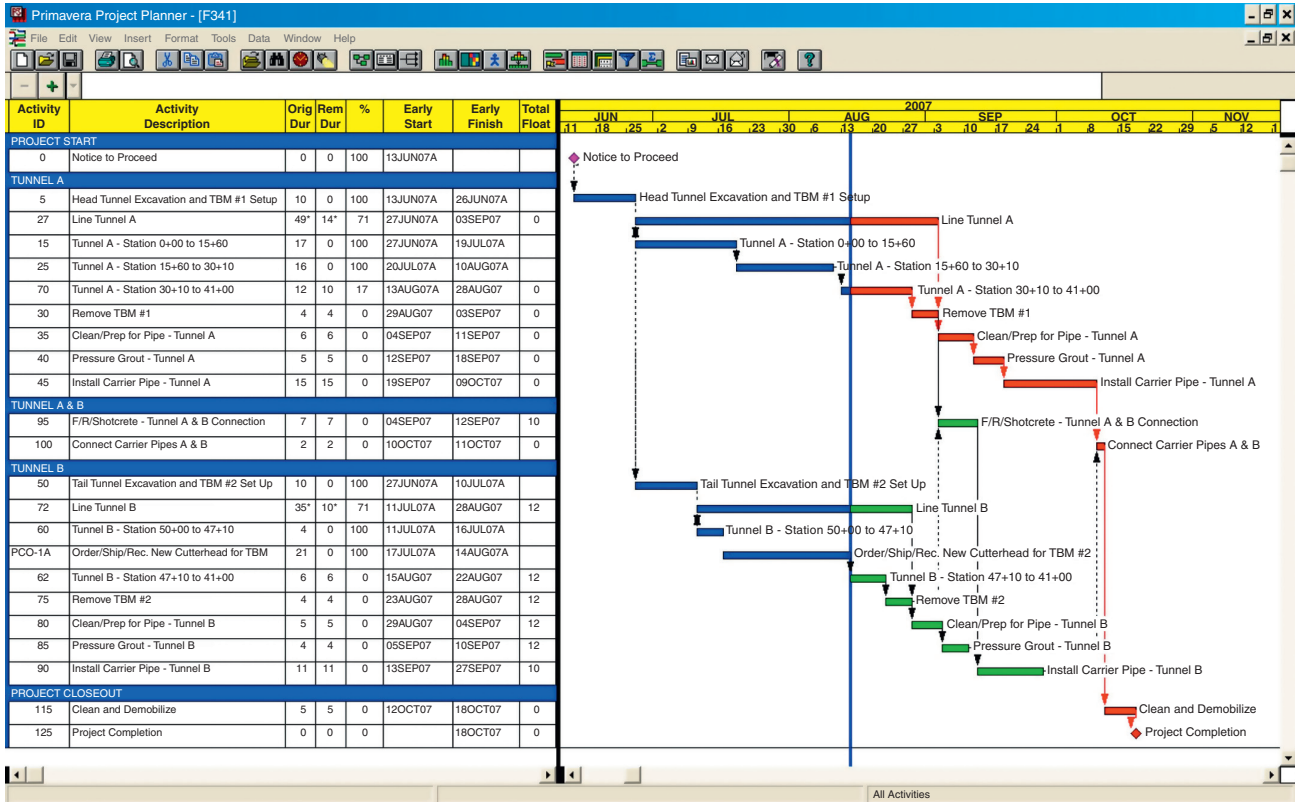 Primavera Project Planner - [F341]
File Edit View Insert Format Tools Data Window Help
Activity ID Activity Description Orig Dur Rem Dur % Early Start Early Finish Total Float
2007
JUN JUL AUG SEP OCT NOV
11 18 25 2 9 16 23 30 6 13 20 27 3 10 17 24 1 8 15 22 29 5 12 1
PROJECT START
0 Notice to Proceed 0 0 100 13JUN07A Notice to Proceed
TUNNEL A
5 Head Tunnel Excavation and TBM #1 Setup 10 0 100 13JUN07A 26JUN07A Head Tunnel Excavation and TBM #1 Setup
27 Line Tunnel A 49* 14* 71 27JUN07A 03SEP07 0 Line Tunnel A
15 Tunnel A - Station 0+00 to 15+60 17 0 100 27JUN07A 19JUL07A Tunnel A - Station 0+00 to 15+60
25 Tunnel A - Station 15+60 to 30+10 16 0 100 20JUL07A 10AUG07A Tunnel A - Station 15+60 to 30+10
70 Tunnel A - Station 30+10 to 41+00 12 10 17 13AUG07A 28AUG07 0 Tunnel A - Station 30+10 to 41+00
30 Remove TBM #1 4 4 0 29AUG07 03SEP07 0 Remove TBM #1
35 Clean/Prep for Pipe - Tunnel A 6 6 0 04SEP07 11SEP07 0 Clean/Prep for Pipe - Tunnel A
40 Pressure Grout - Tunnel A 5 5 0 12SEP07 18SEP07 0 Pressure Grout - Tunnel A
45 Install Carrier Pipe - Tunnel A 15 15 0 19SEP07 09OCT07 0 Install Carrier Pipe - Tunnel A
TUNNEL A & B
95 F/R/Shotcrete - Tunnel A & B Connection 7 7 0 04SEP07 12SEP07 10 F/R/Shotcrete - Tunnel A & B Connection
100 Connect Carrier Pipes A & B 2 2 0 10OCT07 11OCT07 0 Connect Carrier Pipes A & B
TUNNEL B
50 Tail Tunnel Excavation and TBM #2 Set Up 10 0 100 27JUN07A 10JUL07A Tail Tunnel Excavation and TBM #2 Set Up
72 Line Tunnel B 35* 10* 71 11JUL07A 28AUG07 12 Line Tunnel B
60 Tunnel B - Station 50+00 to 47+10 4 0 100 11JUL07A 16JUL07A Tunnel B - Station 50+00 to 47+10
PCO-1A Order/Ship/Rec. New Cutterhead for TBM 21 0 100 17JUL07A 14AUG07A Order/Ship/Rec. New Cutterhead for TBM #2
62 Tunnel B - Station 47+10 to 41+00 6 6 0 15AUG07 22AUG07 12 Tunnel B - Station 47+10 to 41+00
75 Remove TBM #2 4 4 0 23AUG07 28AUG07 12 Remove TBM #2
80 Clean/Prep for Pipe - Tunnel B 5 5 0 29AUG07 04SEP07 12 Clean/Prep for Pipe - Tunnel B
85 Pressure Grout - Tunnel B 4 4 0 05SEP07 10SEP07 12 Pressure Grout - Tunnel B
90 Install Carrier Pipe - Tunnel B 11 11 0 13SEP07 27SEP07 10 Install Carrier Pipe - Tunnel B
PROJECT CLOSEOUT
115 Clean and Demobilize 5 5 0 12OCT07 18OCT07 0 Clean and Demobilize
125 Project Completion 0 0 0 18OCT07 0 Project Completion
All Activities